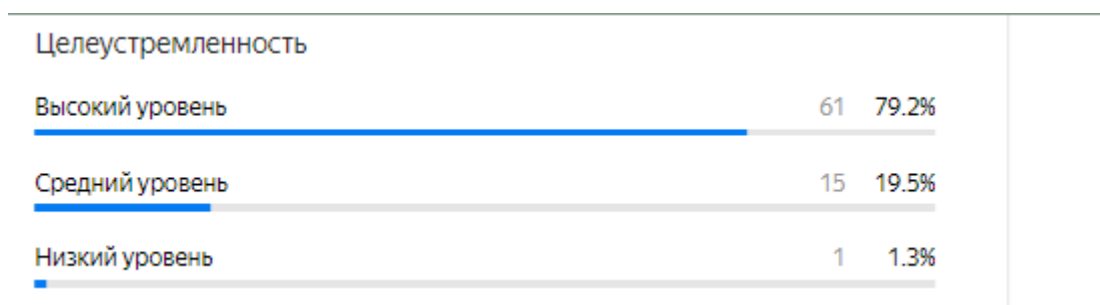 Целеустремленность
Высокий уровень 61 79.2%
Средний уровень 15 19.5%
Низкий уровень 1 1.3%